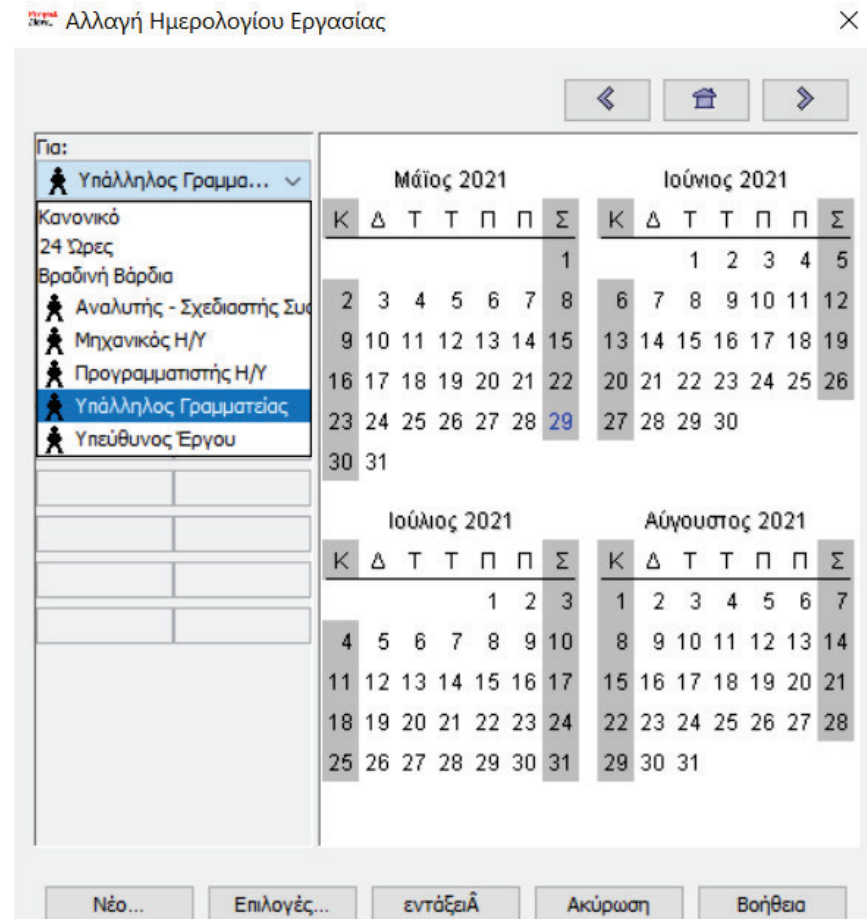 Αλλαγή Ημερολογίου Εργασίας
Για:
Υπάλληλος Γραμμα...
Κανονικό
24 Ώρες
Βραδινή Βάρδια
Αναλυτής - Σχεδιαστής Συσ
Μηχανικός Η/Υ
Προγραμματιστής Η/Υ
Υπάλληλος Γραμματείας
Υπεύθυνος Έργου
Μάϊος 2021
Κ Δ Τ Τ Π Π Σ
1
2 3 4 5 6 7 8
9 10 11 12 13 14 15
16 17 18 19 20 21 22
23 24 25 26 27 28 29
30 31
Ιούνιος 2021
Κ Δ Τ Τ Π Π Σ
1 2 3 4 5
6 7 8 9 10 11 12
13 14 15 16 17 18 19
20 21 22 23 24 25 26
27 28 29 30
Ιούλιος 2021
Κ Δ Τ Τ Π Π Σ
1 2 3
4 5 6 7 8 9 10
11 12 13 14 15 16 17
18 19 20 21 22 23 24
25 26 27 28 29 30 31
Αύγουστος 2021
Κ Δ Τ Τ Π Π Σ
1 2 3 4 5 6 7
8 9 10 11 12 13 14
15 16 17 18 19 20 21
22 23 24 25 26 27 28
29 30 31
Νέο... Επιλογές... εντάξειÂ Ακύρωση Βοήθεια